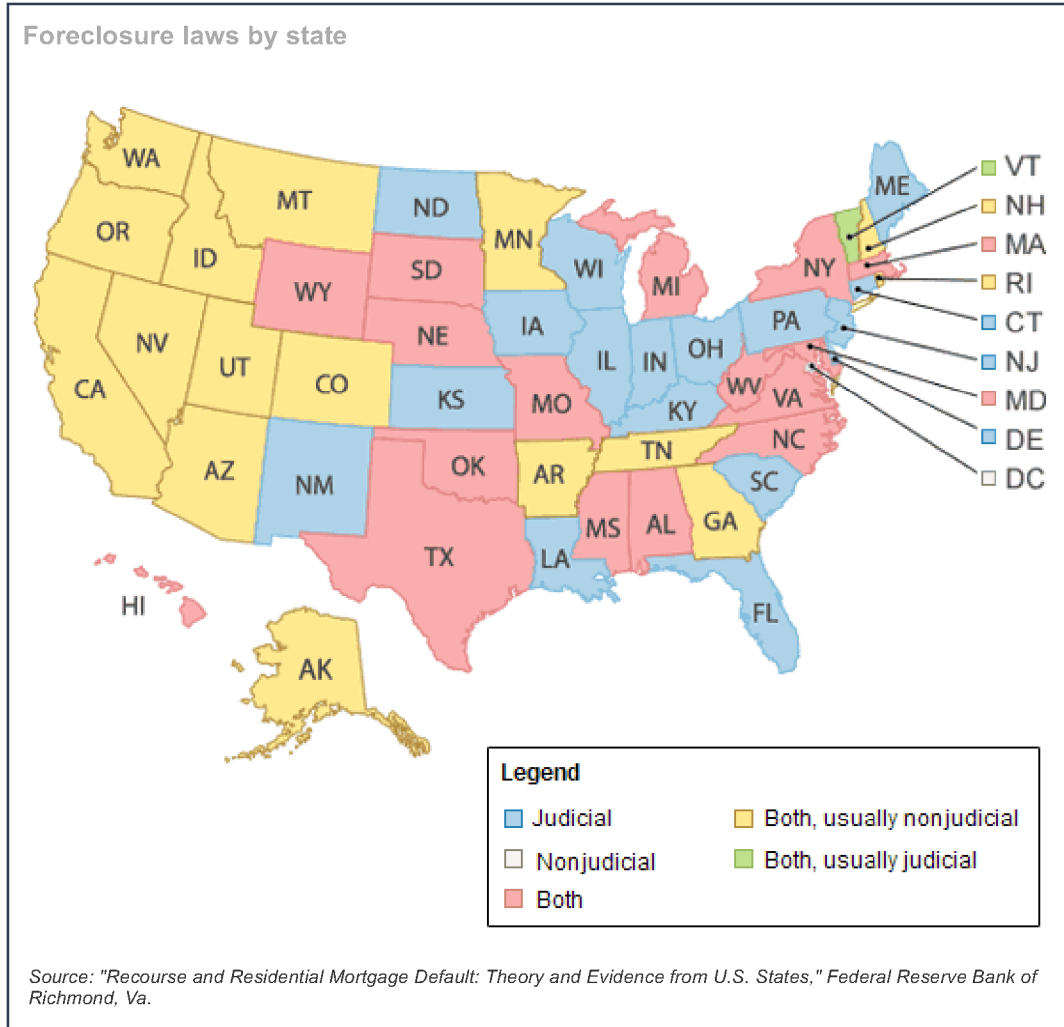 Foreclosure laws by state
WA
MT
ND
MN
ME
VT
NH
MA
RI
CT
NJ
MD
DE
DC
OR
ID
WY
SD
WI
MI
NY
NV
UT
CO
NE
IA
IL
IN
OH
PA
CA
KS
MO
KY
WV
VA
AZ
NM
OK
AR
TN
NC
SC
TX
LA
MS
AL
GA
FL
HI
AK
Legend
Judicial
Both, usually nonjudicial
Nonjudicial
Both, usually judicial
Both
Source: "Recourse and Residential Mortgage Default: Theory and Evidence from U.S. States," Federal Reserve Bank of
Richmond, Va.